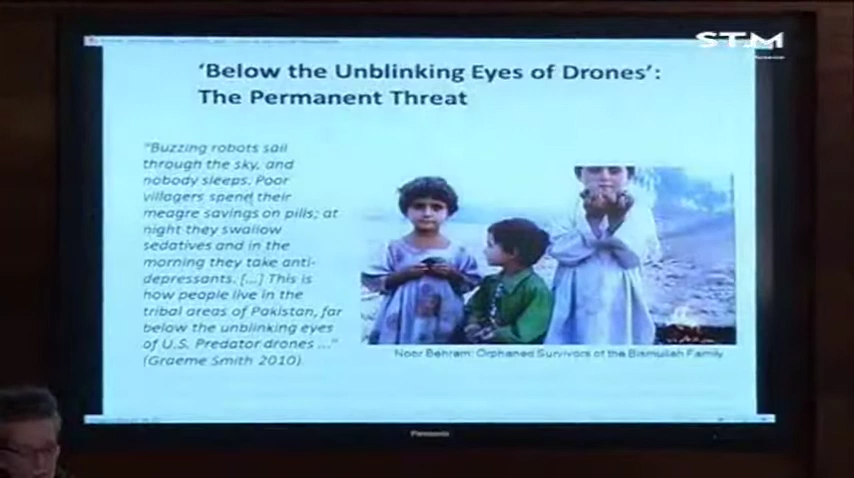 STM
'Below the Unblinking Eyes of Drones':
The Permanent Threat
"Buzzing robots sail
through the sky, and
nobody sleeps. Poor
villagers spend their
meagre savings on pills; at
night they swallow
sedatives and in the
morning they take anti-
depressants. [...] This is
how people live in the
tribal areas of Pakistan, far
below the unblinking eyes
of U.S. Predator drones ..."
(Graeme Smith 2010)
Noor Behram: Orphaned Survivors of the Bismullah Family
Panasonic